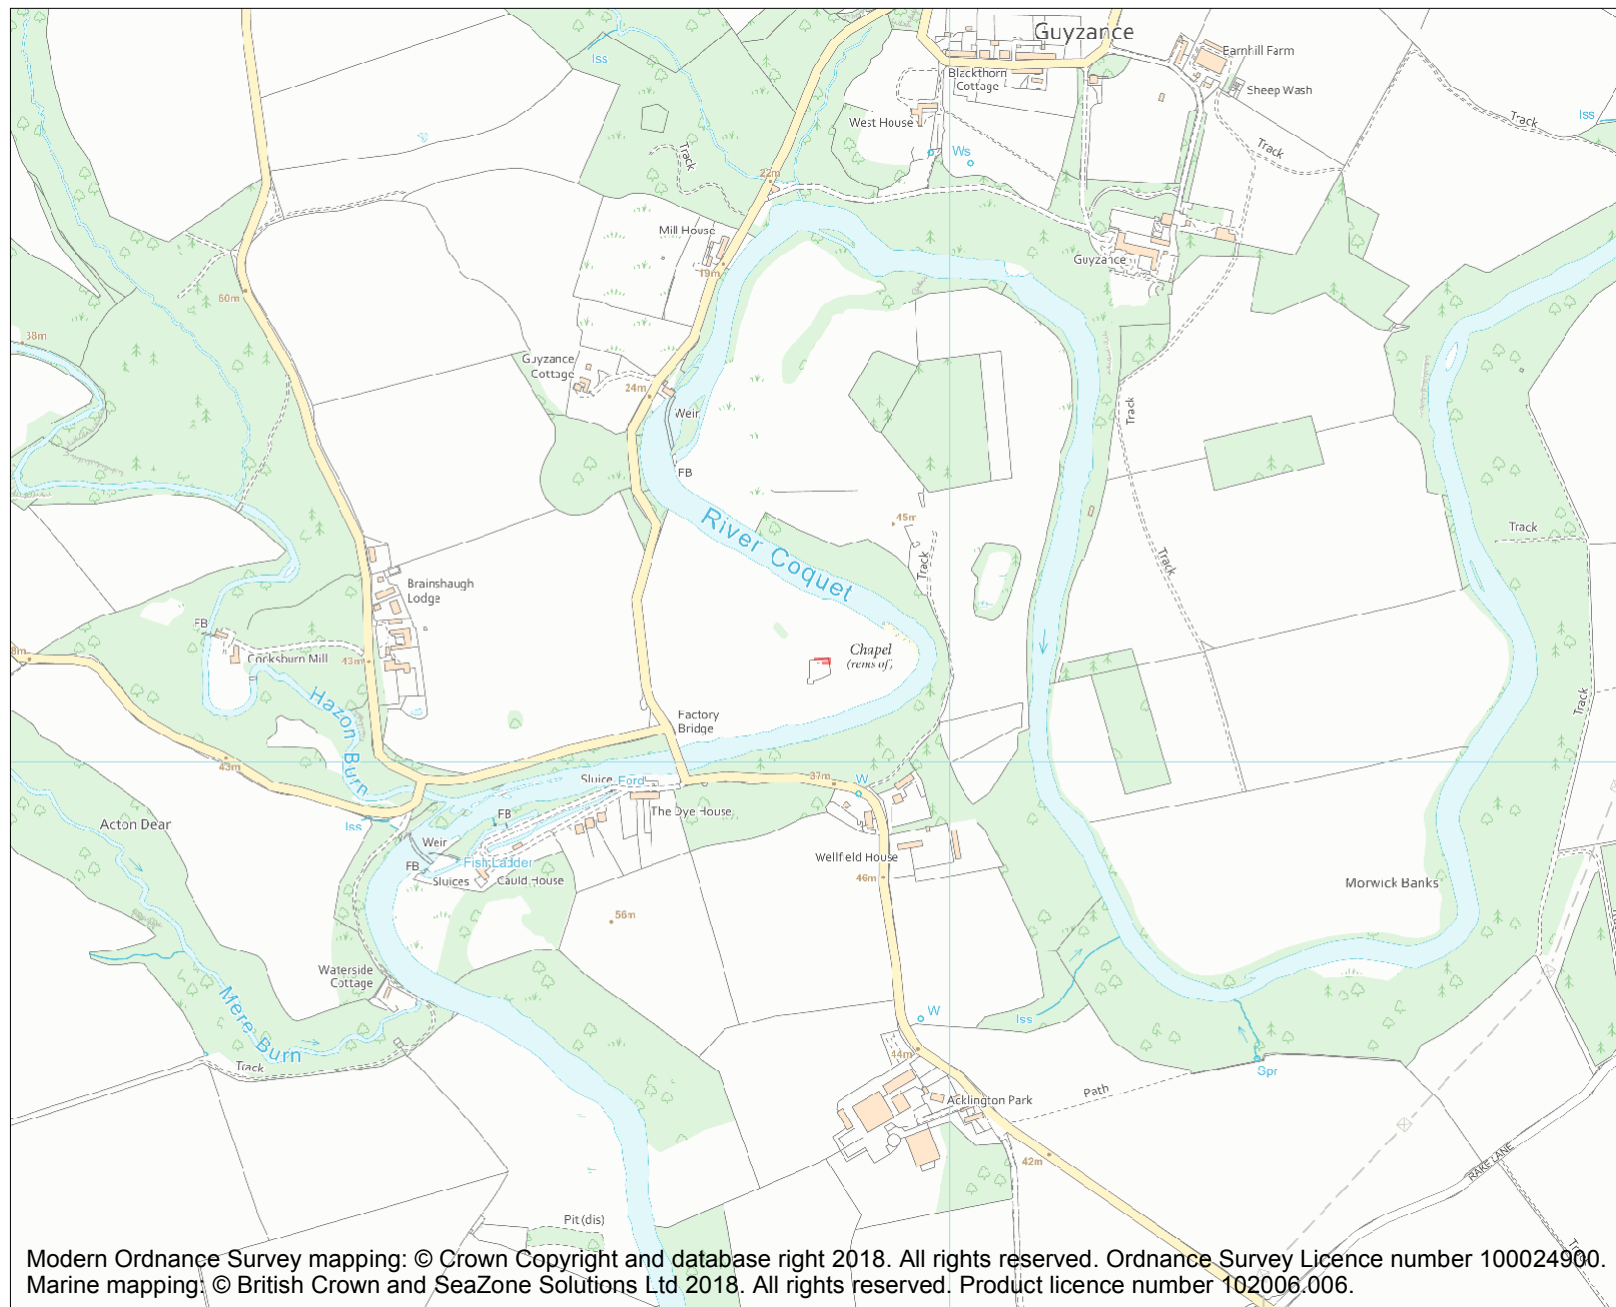 Guyzance
Iss
Earnhill Farm
Blackthorn
Cottage
Sheep Wash
West House
Track
Iss
Ws
Track
Track
22m
Mill House
Guyzance
19m
50m
38m
Guyzance
Cottage
24m
Weir
Track
FB
River Coquet
45m
Track
Track
Track
Brainshaugh
Lodge
FB
Cocksburn Mill
43m
Chapel
(rems of)
Hazon Burn
Factory
Bridge
Track
43m
Sluice
Ford
37m
W
FB
The Dye House
Iss
Acton Dear
Weir
Wellfield House
FB
Fish Ladder
Sluices
Cauld House
46m
Morwick Banks
56m
Waterside
Cottage
Mere Burn
W
Iss
44m
Track
Spr
Path
Acklington Park
42m
RAKE LANE
Pit (dis)
Track
Modern Ordnance Survey mapping: © Crown Copyright and database right 2018. All rights reserved. Ordnance Survey Licence number 100024900.
Marine mapping: © British Crown and SeaZone Solutions Ltd 2018. All rights reserved. Product licence number 102006.006.